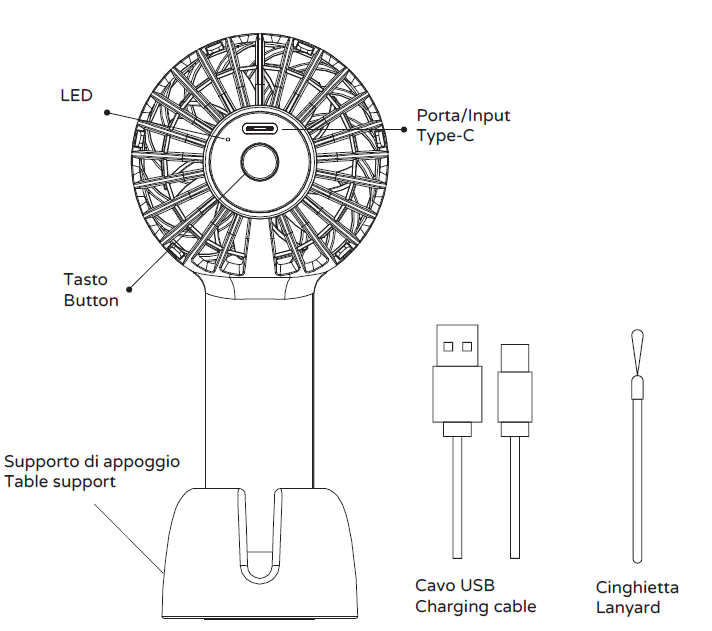 LED
Porta/Input
Type-C
Tasto
Button
Supporto di appoggio
Table support
Cavo USB
Charging cable
Cinghietta
Lanyard